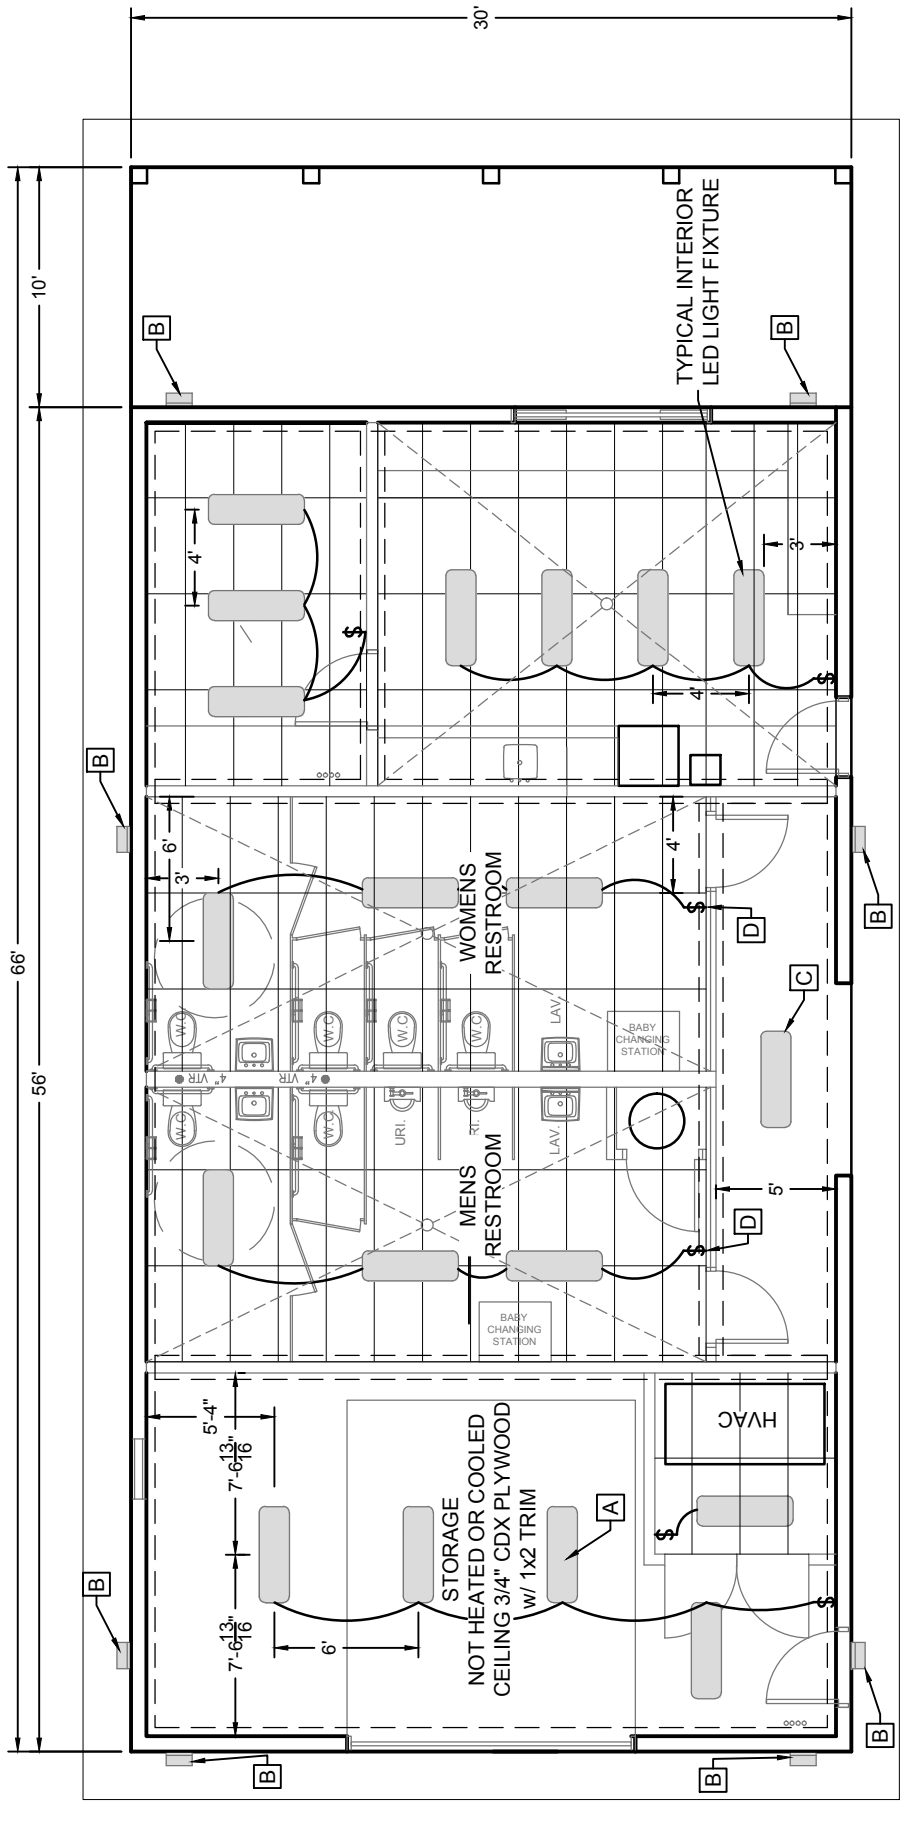 30'
66'
10'
56'
B
B
TYPICAL INTERIOR
LED LIGHT FIXTURE
4'
3'
4'
$
$
B
B
6'
3'
4'
WOMENS
RESTROOM
$
D
C
W.C
W.C
W.C
W.C
LAV.
BABY
CHANGING
STATION
4" VTR
4" VTR
W.C
W.C
URI.
RI.
LAV.
MENS
RESTROOM
5'
$
D
BABY
CHANGING
STATION
5'-4"
7'-6 13/16"
7'-6 13/16"
6'
HVAC
STORAGE
NOT HEATED OR COOLED
CEILING 3/4" CDX PLYWOOD
w/ 1x2 TRIM
A
$
$
B
B
B
B